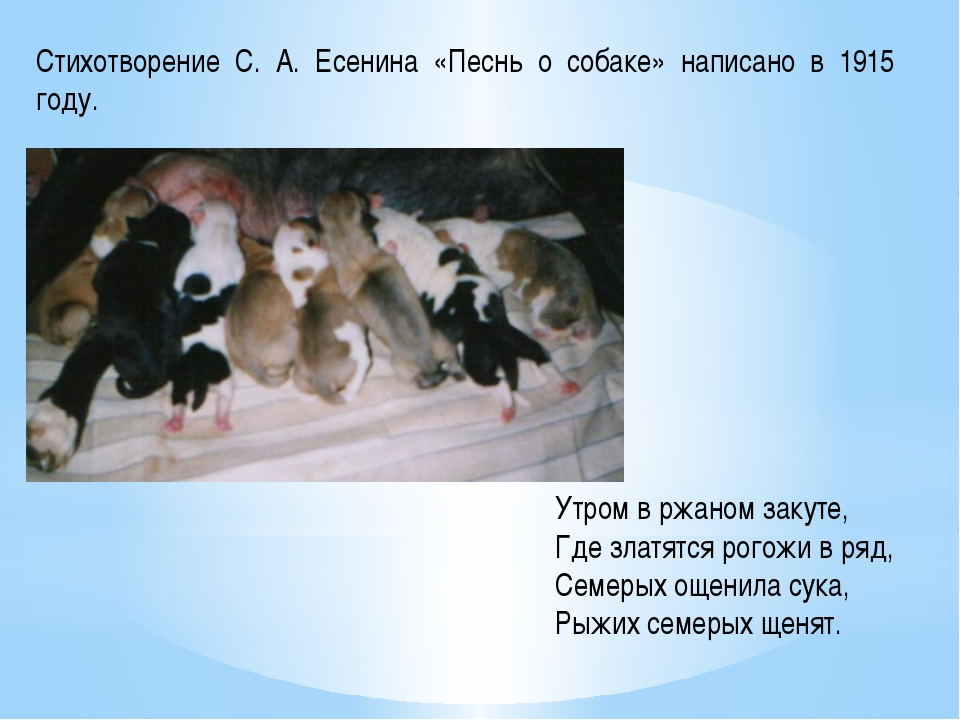 Стихотворение С. А. Есенина «Песнь о собаке» написано в 1915
году.
Утром в ржаном закуте,
Где златятся рогожи в ряд,
Семерых ощенила сука,
Рыжих семерых щенят.